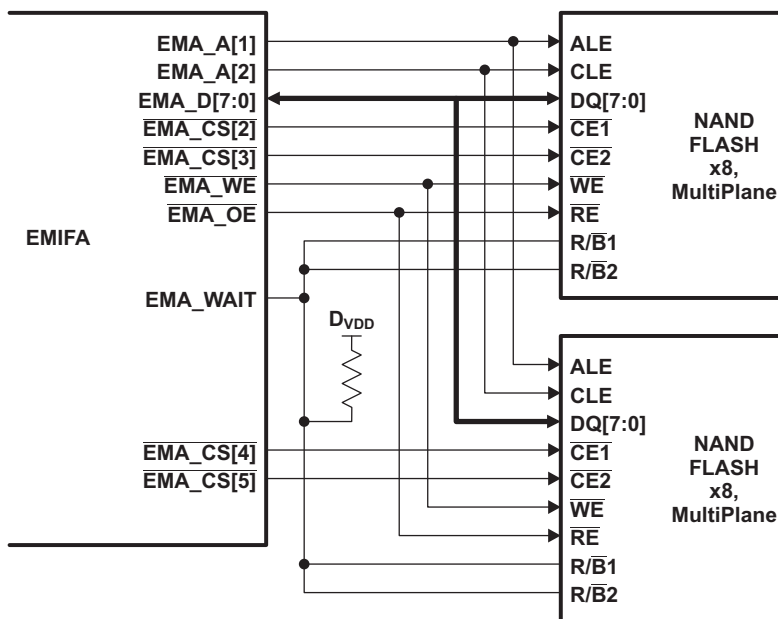 EMIFA
EMA_A[1]
EMA_A[2]
EMA_D[7:0]
EMA_CS[2]
EMA_CS[3]
EMA_WE
EMA_OE
EMA_WAIT
EMA_CS[4]
EMA_CS[5]
DVDD
ALE
CLE
DQ[7:0]
CE1
CE2
WE
RE
R/B1
R/B2
NAND
FLASH
x8,
MultiPlane
ALE
CLE
DQ[7:0]
CE1
CE2
WE
RE
R/B1
R/B2
NAND
FLASH
x8,
MultiPlane